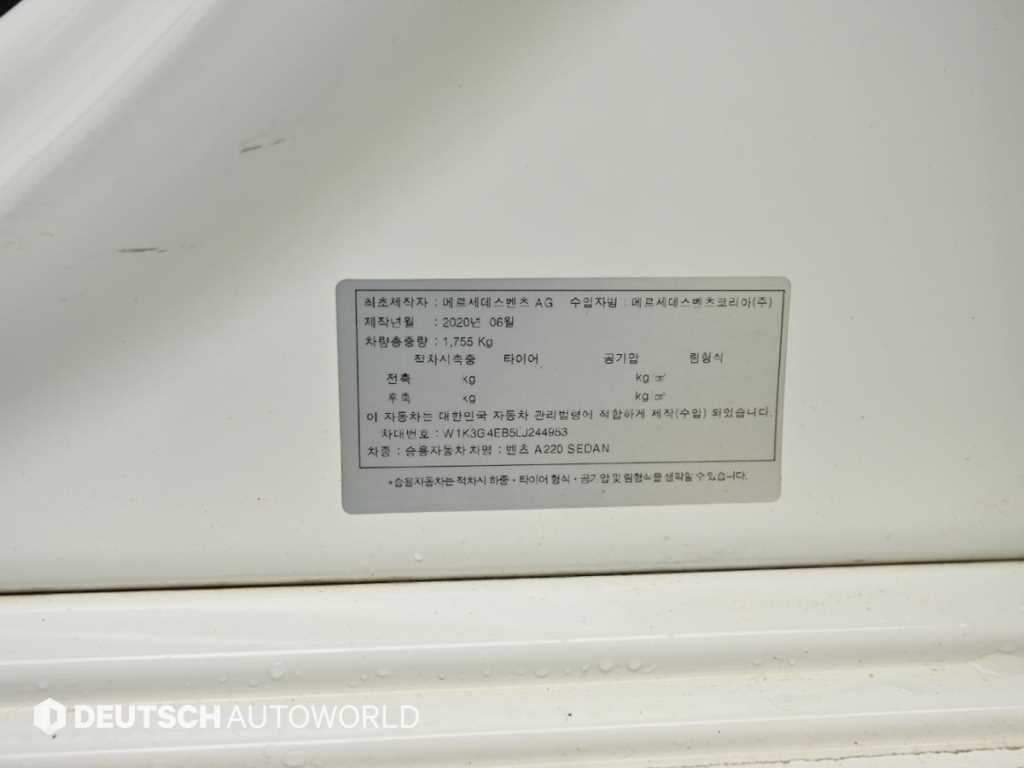 최초제작자 : 메르세데스벤츠 AG 수입자명 : 메르세데스벤츠코리아(주)
제작년월 : 2020년 06월
차량총중량 : 1,755 Kg
적차시축중 타이어 공기압 림형식
전축 kg kg/㎠
후축 kg kg/㎠
이 자동차는 대한민국 자동차 관리법령에 적합하게 제작(수입) 되었습니다.
차대번호 : W1K3G4EB5LJ244953
차종 : 승용자동차 차명 : 벤츠 A220 SEDAN
*승용자동차는 적차시 하중·타이어 형식·공기압 및 림형식을 생략할 수 있습니다.
DEUTSCH AUTOWORLD